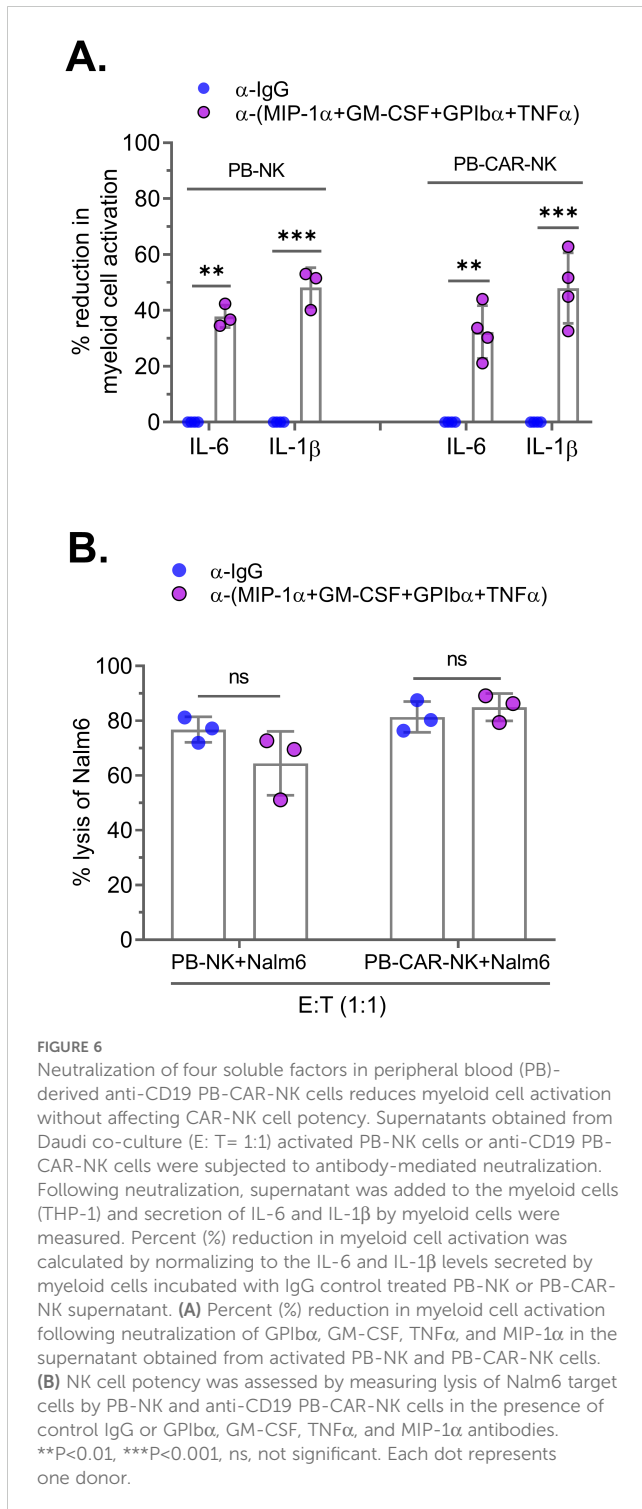 A.
α-IgG
α-(MIP-1α+GM-CSF+GPIbα+TNFα)
% reduction in
myeloid cell activation
100
80
60
40
20
0
PB-NK
PB-CAR-NK
**
***
**
***
IL-6
IL-1β
IL-6
IL-1β
B.
α-IgG
α-(MIP-1α+GM-CSF+GPIbα+TNFα)
% lysis of Nalm6
100
80
60
40
20
0
ns
ns
PB-NK+Nalm6
PB-CAR-NK+Nalm6
E:T (1:1)
FIGURE 6
Neutralization of four soluble factors in peripheral blood (PB)-
derived anti-CD19 PB-CAR-NK cells reduces myeloid cell activation
without affecting CAR-NK cell potency. Supernatants obtained from
Daudi co-culture (E: T= 1:1) activated PB-NK cells or anti-CD19 PB-
CAR-NK cells were subjected to antibody-mediated neutralization.
Following neutralization, supernatant was added to the myeloid cells
(THP-1) and secretion of IL-6 and IL-1β by myeloid cells were
measured. Percent (%) reduction in myeloid cell activation was
calculated by normalizing to the IL-6 and IL-1β levels secreted by
myeloid cells incubated with IgG control treated PB-NK or PB-CAR-
NK supernatant. (A) Percent (%) reduction in myeloid cell activation
following neutralization of GPIbα, GM-CSF, TNFα, and MIP-1α in the
supernatant obtained from activated PB-NK and PB-CAR-NK cells.
(B) NK cell potency was assessed by measuring lysis of Nalm6 target
cells by PB-NK and anti-CD19 PB-CAR-NK cells in the presence of
control IgG or GPIbα, GM-CSF, TNFα, and MIP-1α antibodies.
**P<0.01, ***P<0.001, ns, not significant. Each dot represents
one donor.